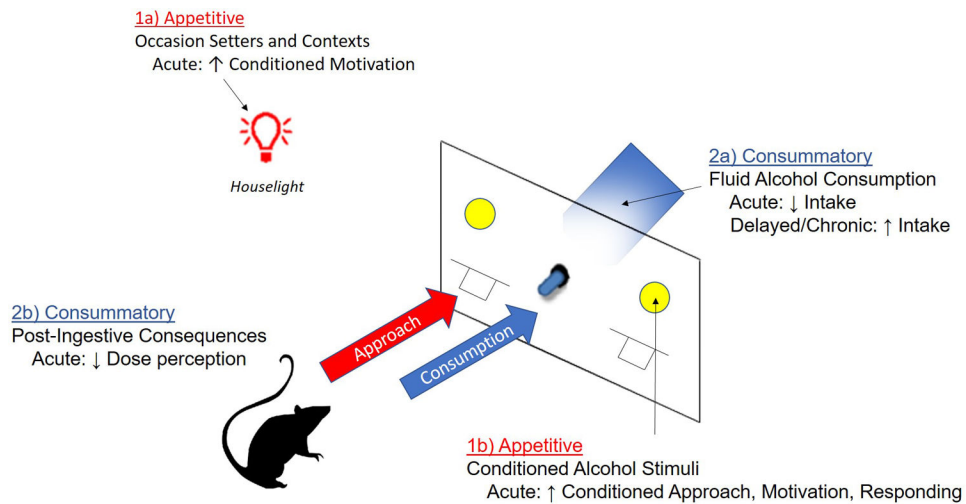 1a) Appetitive
Occasion Setters and Contexts
Acute: ↑ Conditioned Motivation
Houselight
2a) Consummatory
Fluid Alcohol Consumption
Acute: ↓ Intake
Delayed/Chronic: ↑ Intake
2b) Consummatory
Post-Ingestive Consequences
Acute: ↓ Dose perception
Approach
Consumption
1b) Appetitive
Conditioned Alcohol Stimuli
Acute: ↑ Conditioned Approach, Motivation, Responding